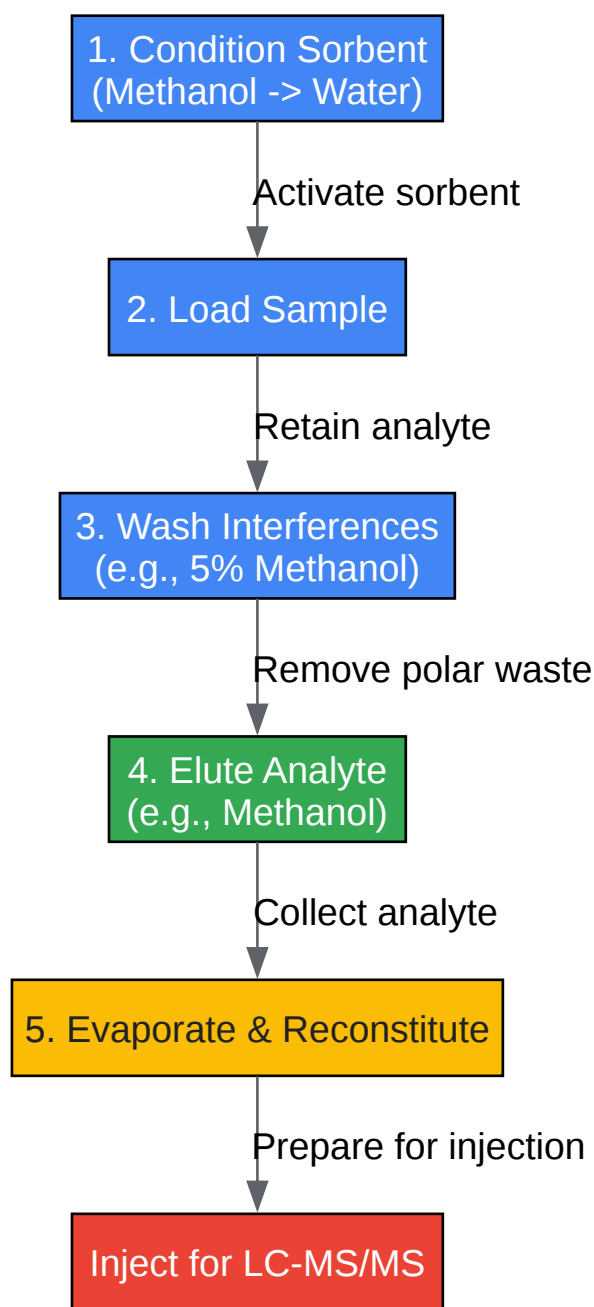 1. Condition Sorbent
(Methanol -> Water)
Activate sorbent
2. Load Sample
Retain analyte
3. Wash Interferences
(e.g., 5% Methanol)
Remove polar waste
4. Elute Analyte
(e.g., Methanol)
Collect analyte
5. Evaporate & Reconstitute
Prepare for injection
Inject for LC-MS/MS